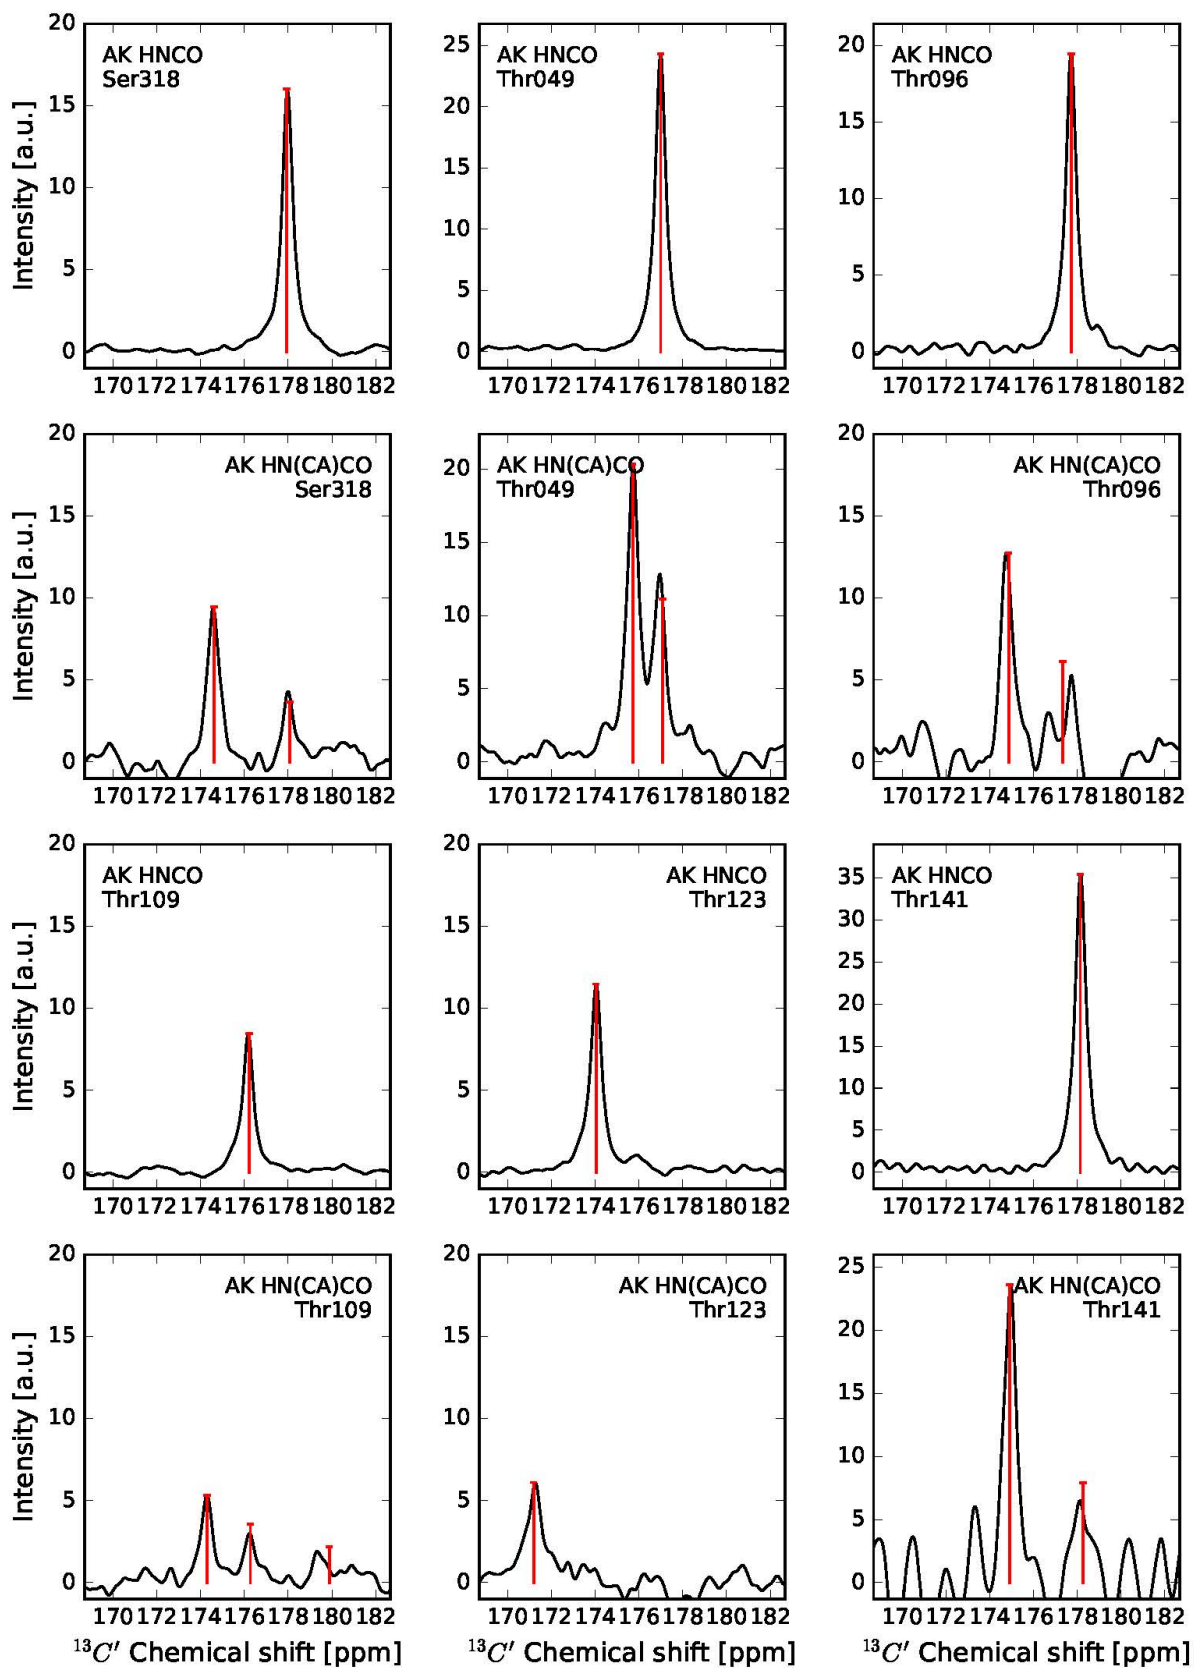 AK HNCO
Ser318
20
15
10
5
0
Intensity [a.u.]
170 172 174 176 178 180 182
AK HNCO
Thr049
25
20
15
10
5
0
170 172 174 176 178 180 182
AK HNCO
Thr096
20
15
10
5
0
170 172 174 176 178 180 182
AK HN(CA)CO
Ser318
20
15
10
5
0
Intensity [a.u.]
170 172 174 176 178 180 182
AK HN(CA)CO
Thr049
20
15
10
5
0
170 172 174 176 178 180 182
AK HN(CA)CO
Thr096
20
15
10
5
0
170 172 174 176 178 180 182
AK HNCO
Thr109
20
15
10
5
0
Intensity [a.u.]
170 172 174 176 178 180 182
AK HNCO
Thr123
20
15
10
5
0
170 172 174 176 178 180 182
AK HNCO
Thr141
35
30
25
20
15
10
5
0
170 172 174 176 178 180 182
AK HN(CA)CO
Thr109
20
15
10
5
0
Intensity [a.u.]
170 172 174 176 178 180 182
¹³C′ Chemical shift [ppm]
AK HN(CA)CO
Thr123
20
15
10
5
0
170 172 174 176 178 180 182
¹³C′ Chemical shift [ppm]
AK HN(CA)CO
Thr141
25
20
15
10
5
0
170 172 174 176 178 180 182
¹³C′ Chemical shift [ppm]